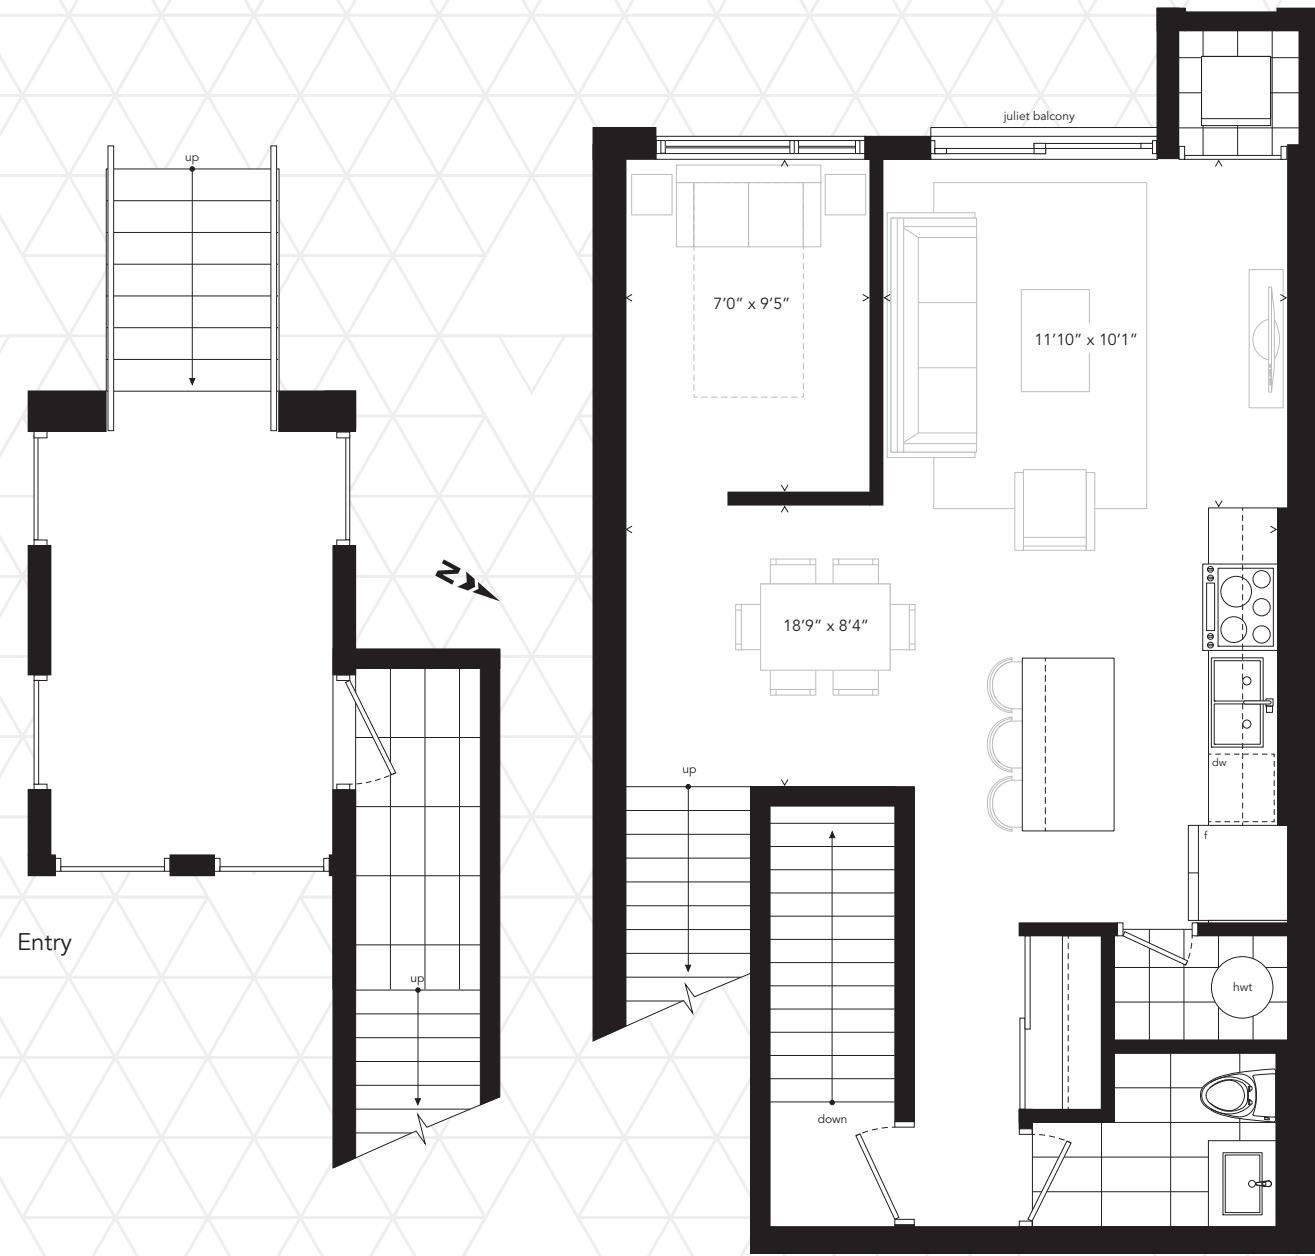 juliet balcony
up
7'0" x 9'5"
11'10" x 10'1"
N
18'9" x 8'4"
dw
up
f
Entry
up
hwt
down